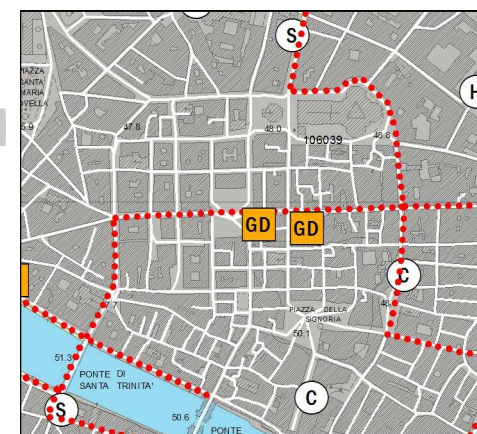 S
PIAZZA
SANTA
MARIA
OVELLA
5.9
47.8
48.0
106039
48.6
H
GD
GD
C
PIAZZA DELLA
SIGNORIA
50.1
48.
51.3
PONTE DI
SANTA TRINITA'
S
50.6
PONTE
C